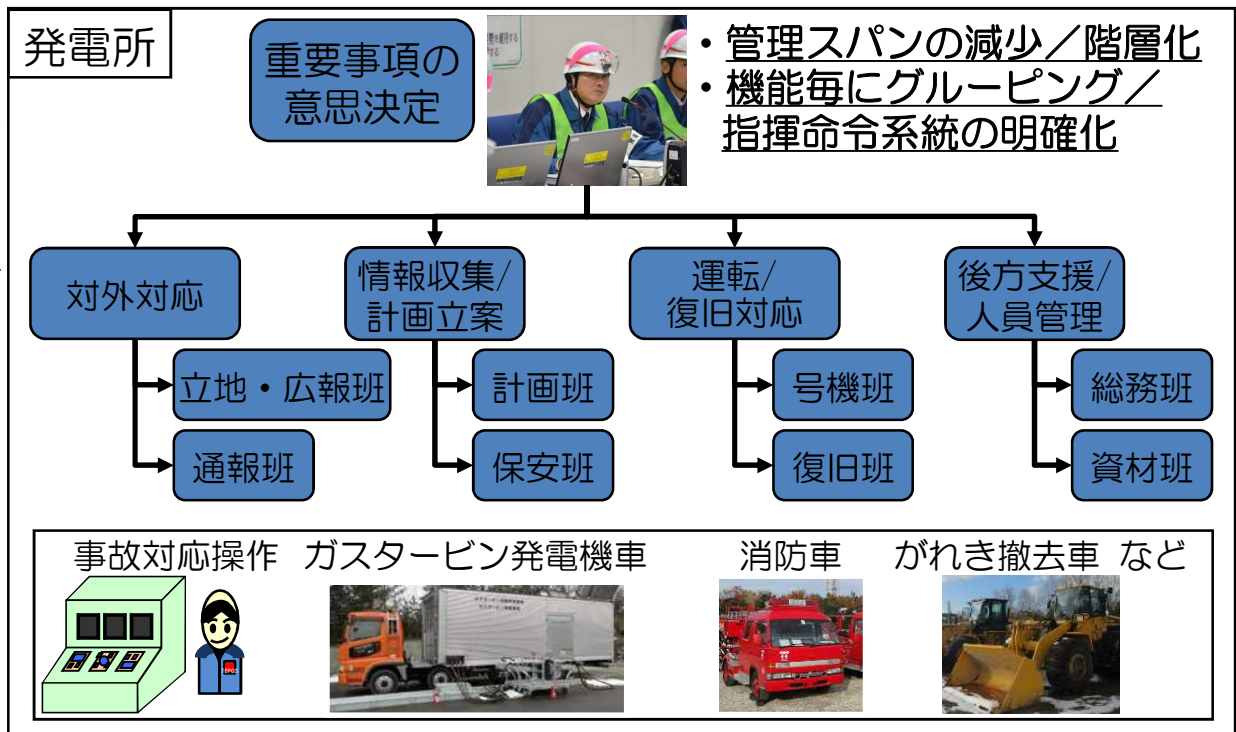 発電所
重要事項の
意思決定
・管理スパンの減少／階層化
・機能毎にグルーピング／
指揮命令系統の明確化
対外対応
情報収集/
計画立案
運転/
復旧対応
後方支援/
人員管理
立地・広報班
計画班
号機班
総務班
通報班
保安班
復旧班
資材班
事故対応操作
ガスタービン発電機車
消防車
がれき撤去車 など
TEPCO